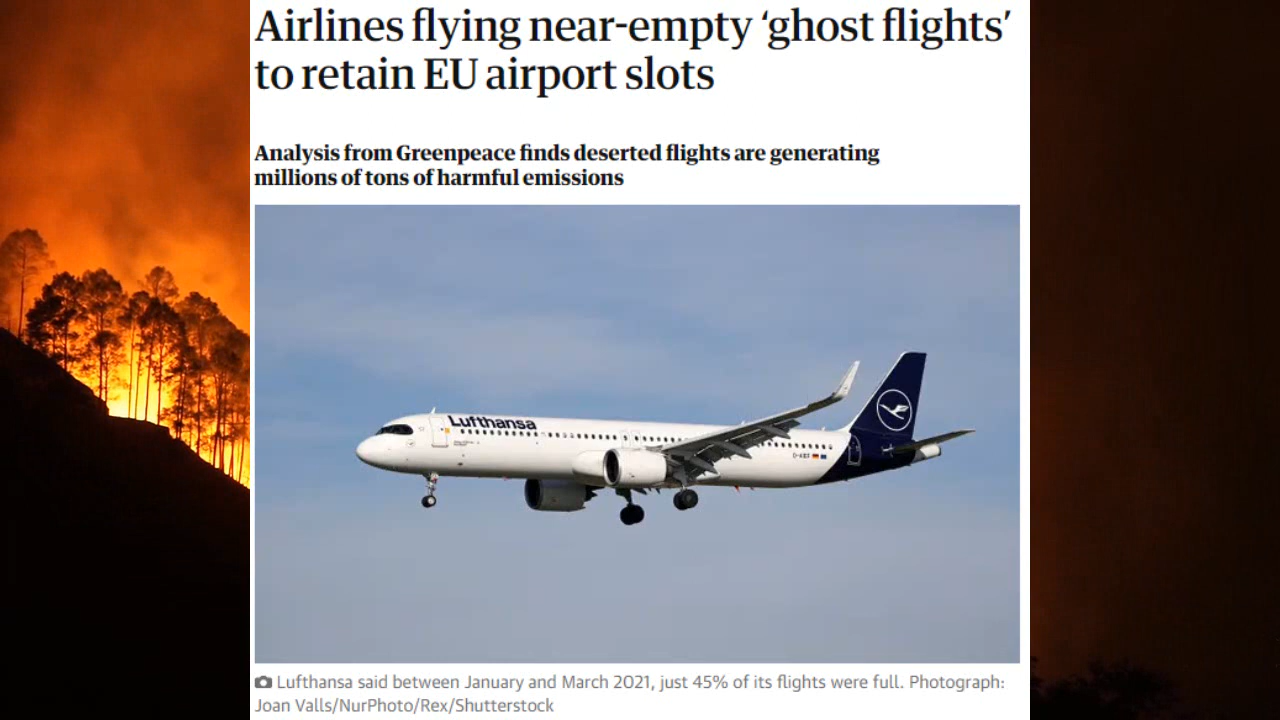 Airlines flying near-empty ‘ghost flights’
to retain EU airport slots
Analysis from Greenpeace finds deserted flights are generating
millions of tons of harmful emissions
Lufthansa
Lufthansa said between January and March 2021, just 45% of its flights were full. Photograph:
Joan Valls/NurPhoto/Rex/Shutterstock